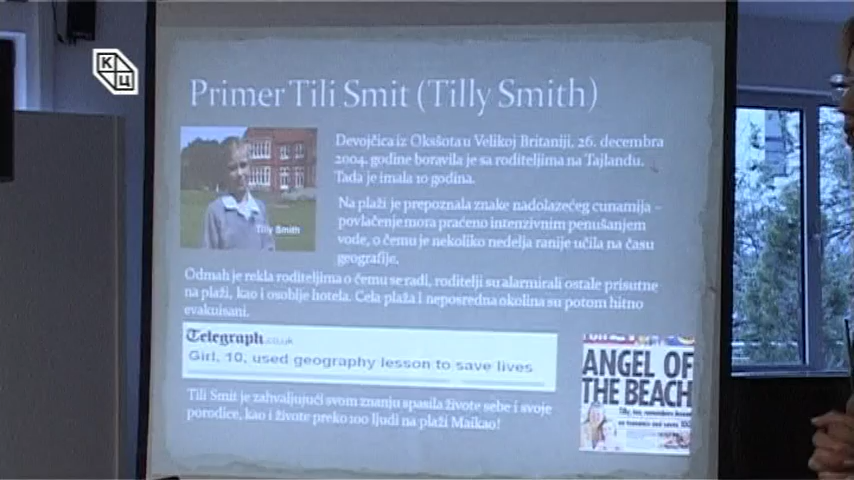 К
Ц
Primer Tili Smit (Tilly Smith)
Devojčica iz Oksšota u Velikoj Britaniji, 26. decembra
2004. godine boravila je sa roditeljima na Tajlandu.
Tada je imala 10 godina.
Tilly Smith
Na plaži je prepoznala znake nadolazećeg cunamija –
povlačenje mora praćeno intenzivnim penušanjem
vode, o čemu je nekoliko nedelja ranije učila na času
geografije.
Odmah je rekla roditeljima o čemu se radi, roditelji su alarmirali ostale prisutne
na plaži, kao i osoblje hotela. Cela plaža i neposredna okolina su potom hitno
evakuisani.
Telegraph.co.uk
Girl, 10, used geography lesson to save lives
ANGEL OF
THE BEACH
Tili Smit je zahvaljujući svom znanju spasila živote sebe i svoje
porodice, kao i živote preko 100 ljudi na plaži Maikao!